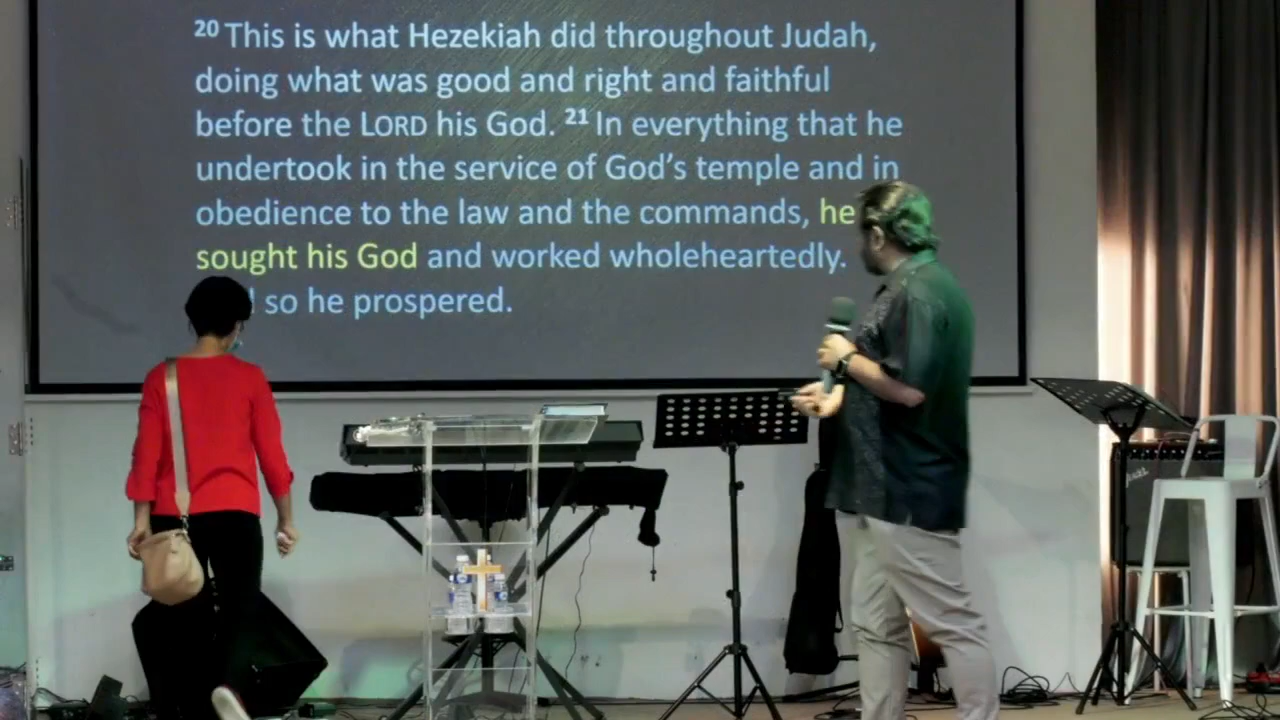 20 This is what Hezekiah did throughout Judah,
doing what was good and right and faithful
before the LORD his God. 21 In everything that he
undertook in the service of God's temple and in
obedience to the law and the commands, he
sought his God and worked wholeheartedly.
so he prospered.